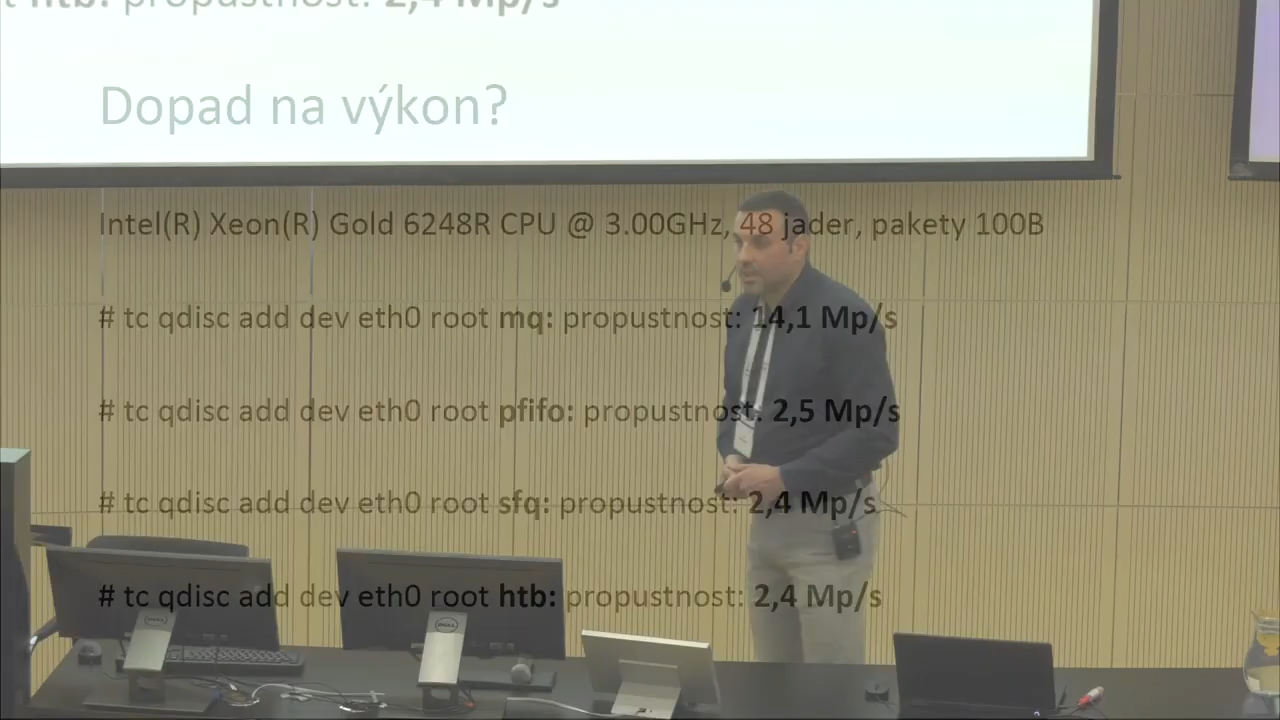 htb: propustnost: 2,4 Mp/s
Dopad na výkon?
Intel(R) Xeon(R) Gold 6248R CPU @ 3.00GHz, 48 jader, pakety 100B
# tc qdisc add dev eth0 root mq: propustnost: 14,1 Mp/s
# tc qdisc add dev eth0 root pfifo: propustnost: 2,5 Mp/s
# tc qdisc add dev eth0 root sfq: propustnost: 2,4 Mp/s
# tc qdisc add dev eth0 root htb: propustnost: 2,4 Mp/s
DELL
DELL